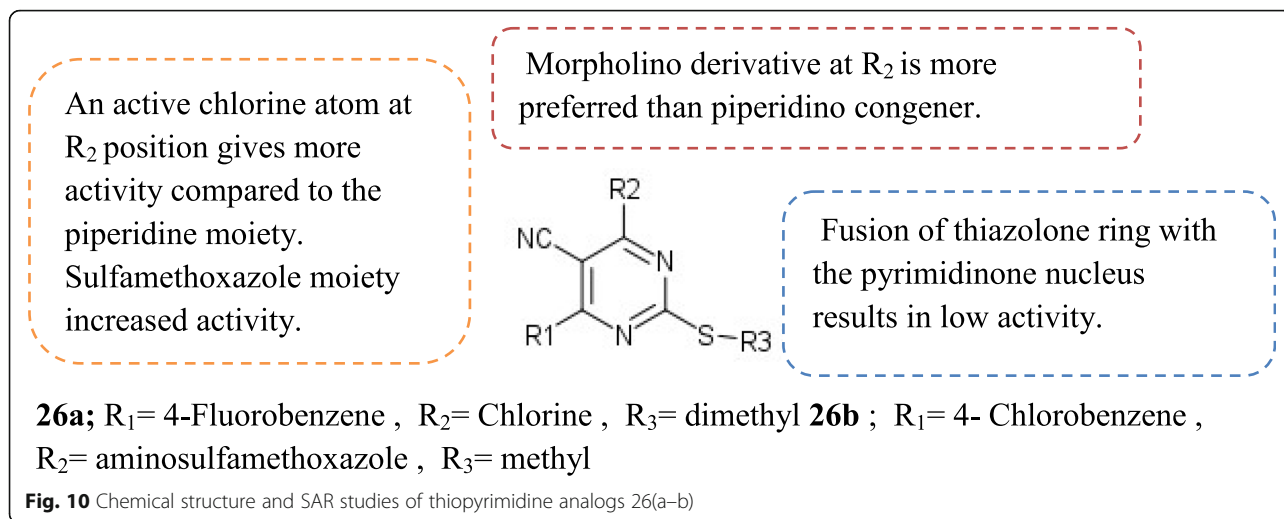 An active chlorine atom at
R₂ position gives more
activity compared to the
piperidine moiety.
Sulfamethoxazole moiety
increased activity.
Morpholino derivative at R₂ is more
preferred than piperidino congener.
Fusion of thiazolone ring with
the pyrimidinone nucleus
results in low activity.
R2
NC
N
R1
N
S
R3
26a; R₁= 4-Fluorobenzene , R₂= Chlorine , R₃= dimethyl 26b ; R₁= 4- Chlorobenzene ,
R₂= aminosulfamethoxazole , R₃= methyl
Fig. 10 Chemical structure and SAR studies of thiopyrimidine analogs 26(a–b)